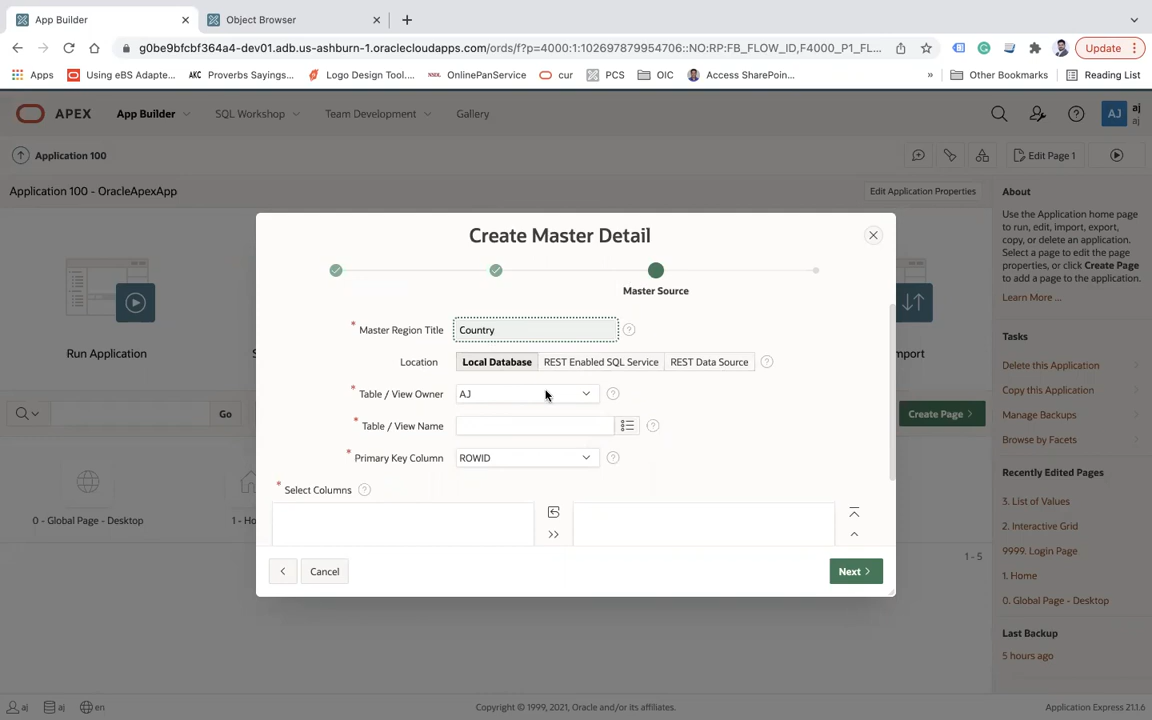 App Builder
Object Browser
g0be9bfcbf364a4-dev01.adb.us-ashburn-1.oraclecloudapps.com/ords/f?p=4000:1:102697879954706::NO:RP:FB_FLOW_ID,F4000_P1_FL...
Update
Apps
Using eBS Adapte...
AKC Proverbs Sayings...
Logo Design Tool....
OnlinePanService
cur
PCS
OIC
Access SharePoin...
»
Other Bookmarks
Reading List
APEX
App Builder
SQL Workshop
Team Development
Gallery
AJ
aj
aj
Application 100
Edit Page 1
Application 100 - OracleApexApp
Edit Application Properties
About
Use the Application home page
to run, edit, import, export,
copy, or delete an application.
Select a page to edit the page
properties, or click Create Page
to add a page to the application.
Learn More ...
Create Master Detail
Master Source
* Master Region Title Country
Location Local Database REST Enabled SQL Service REST Data Source
* Table / View Owner AJ
* Table / View Name
* Primary Key Column ROWID
* Select Columns
Cancel
Next
Run Application
S
port
Go
Create Page
0 - Global Page - Desktop
1 - Ho
1 - 5
Tasks
Delete this Application
Copy this Application
Manage Backups
Browse by Facets
Recently Edited Pages
3. List of Values
2. Interactive Grid
9999. Login Page
1. Home
0. Global Page - Desktop
Last Backup
5 hours ago
aj
aj
en
Copyright © 1999, 2021, Oracle and/or its affiliates.
Application Express 21.1.6